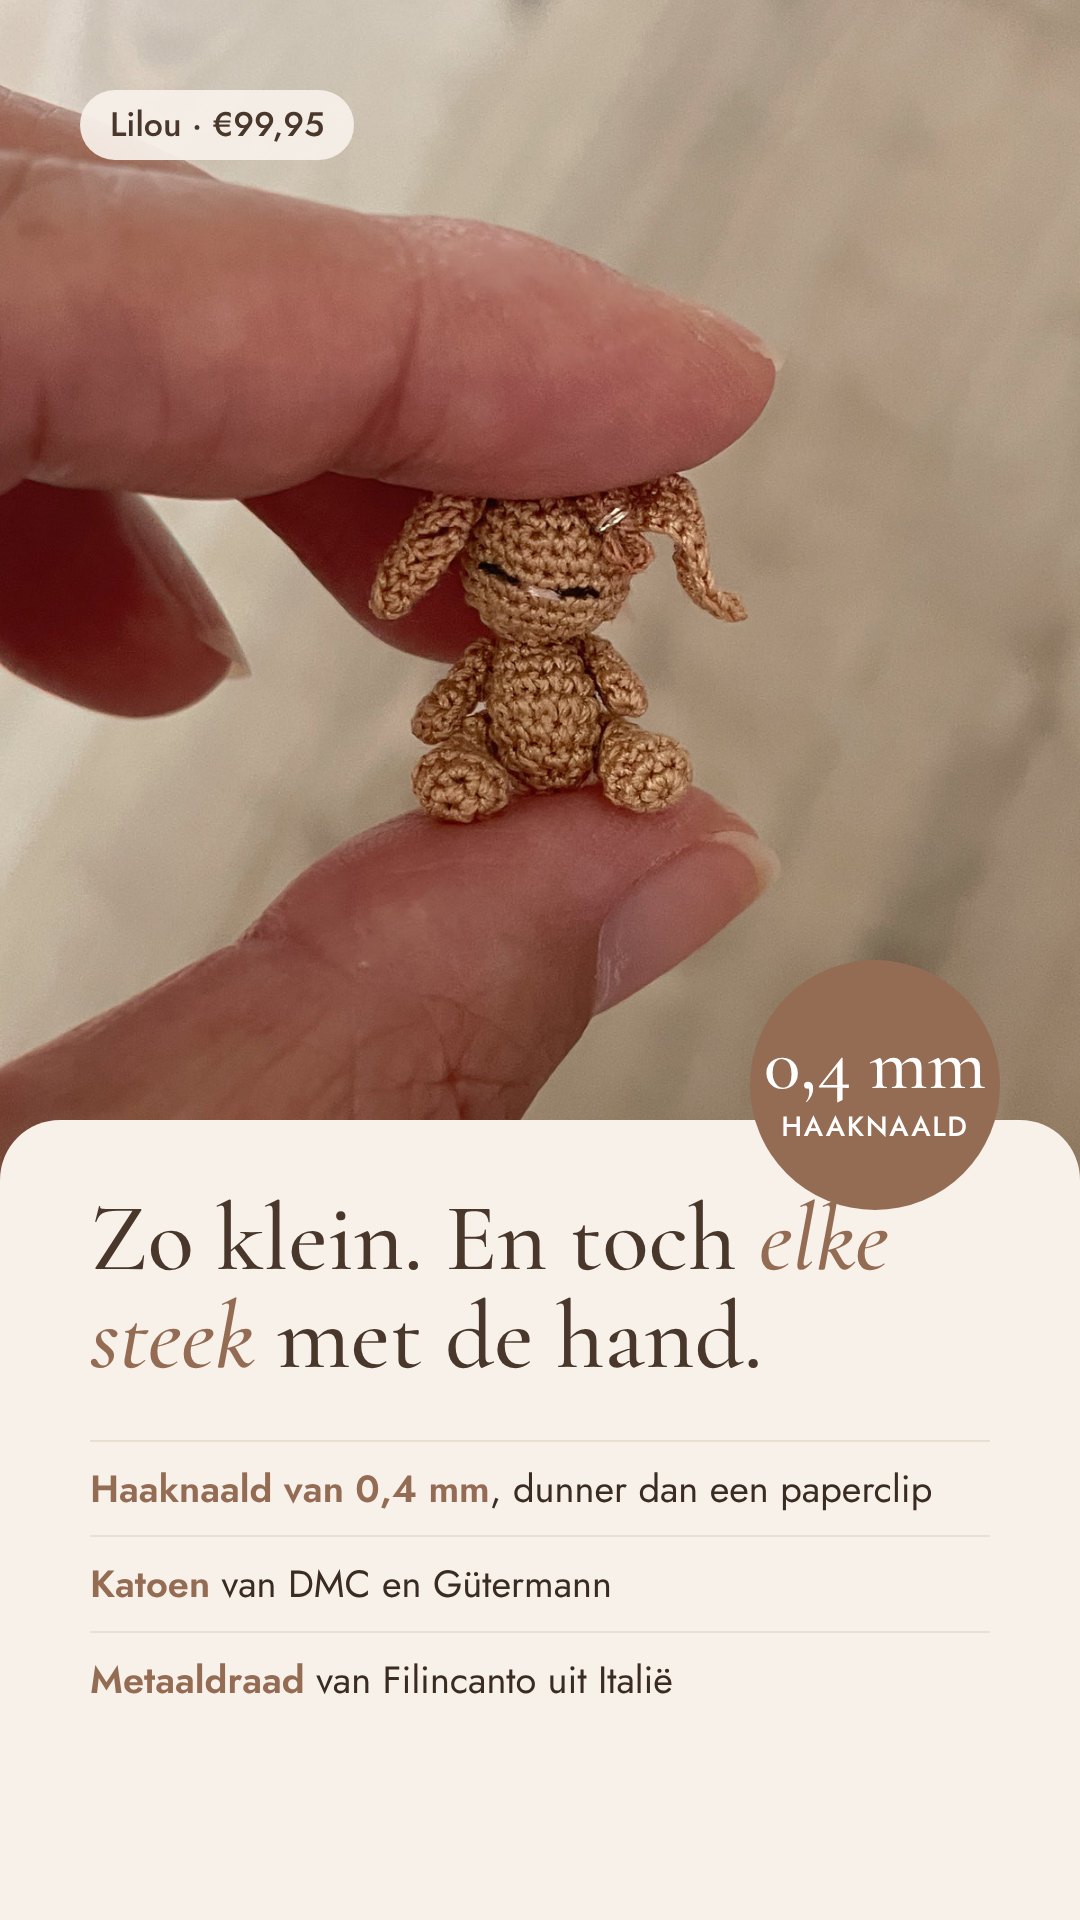 Lilou · €99,95
0,4 mm
HAAKNAALD
Zo klein. En toch elke
steek met de hand.
Haaknaald van 0,4 mm, dunner dan een paperclip
Katoen van DMC en Gütermann
Metaaldraad van Filincanto uit Italië